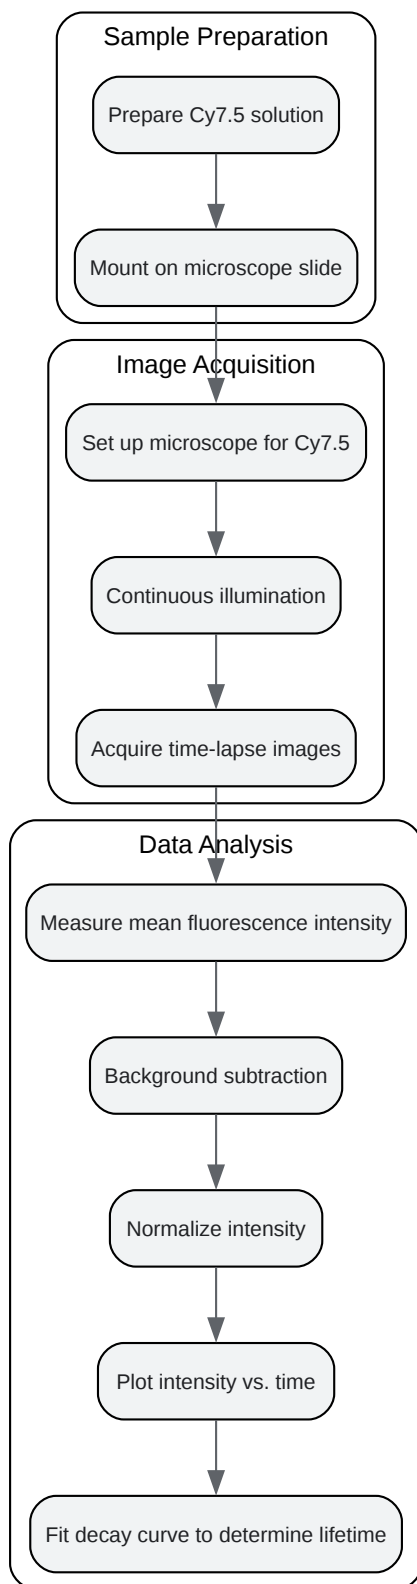 Sample Preparation
Prepare Cy7.5 solution
Mount on microscope slide
Image Acquisition
Set up microscope for Cy7.5
Continuous illumination
Acquire time-lapse images
Data Analysis
Measure mean fluorescence intensity
Background subtraction
Normalize intensity
Plot intensity vs. time
Fit decay curve to determine lifetime